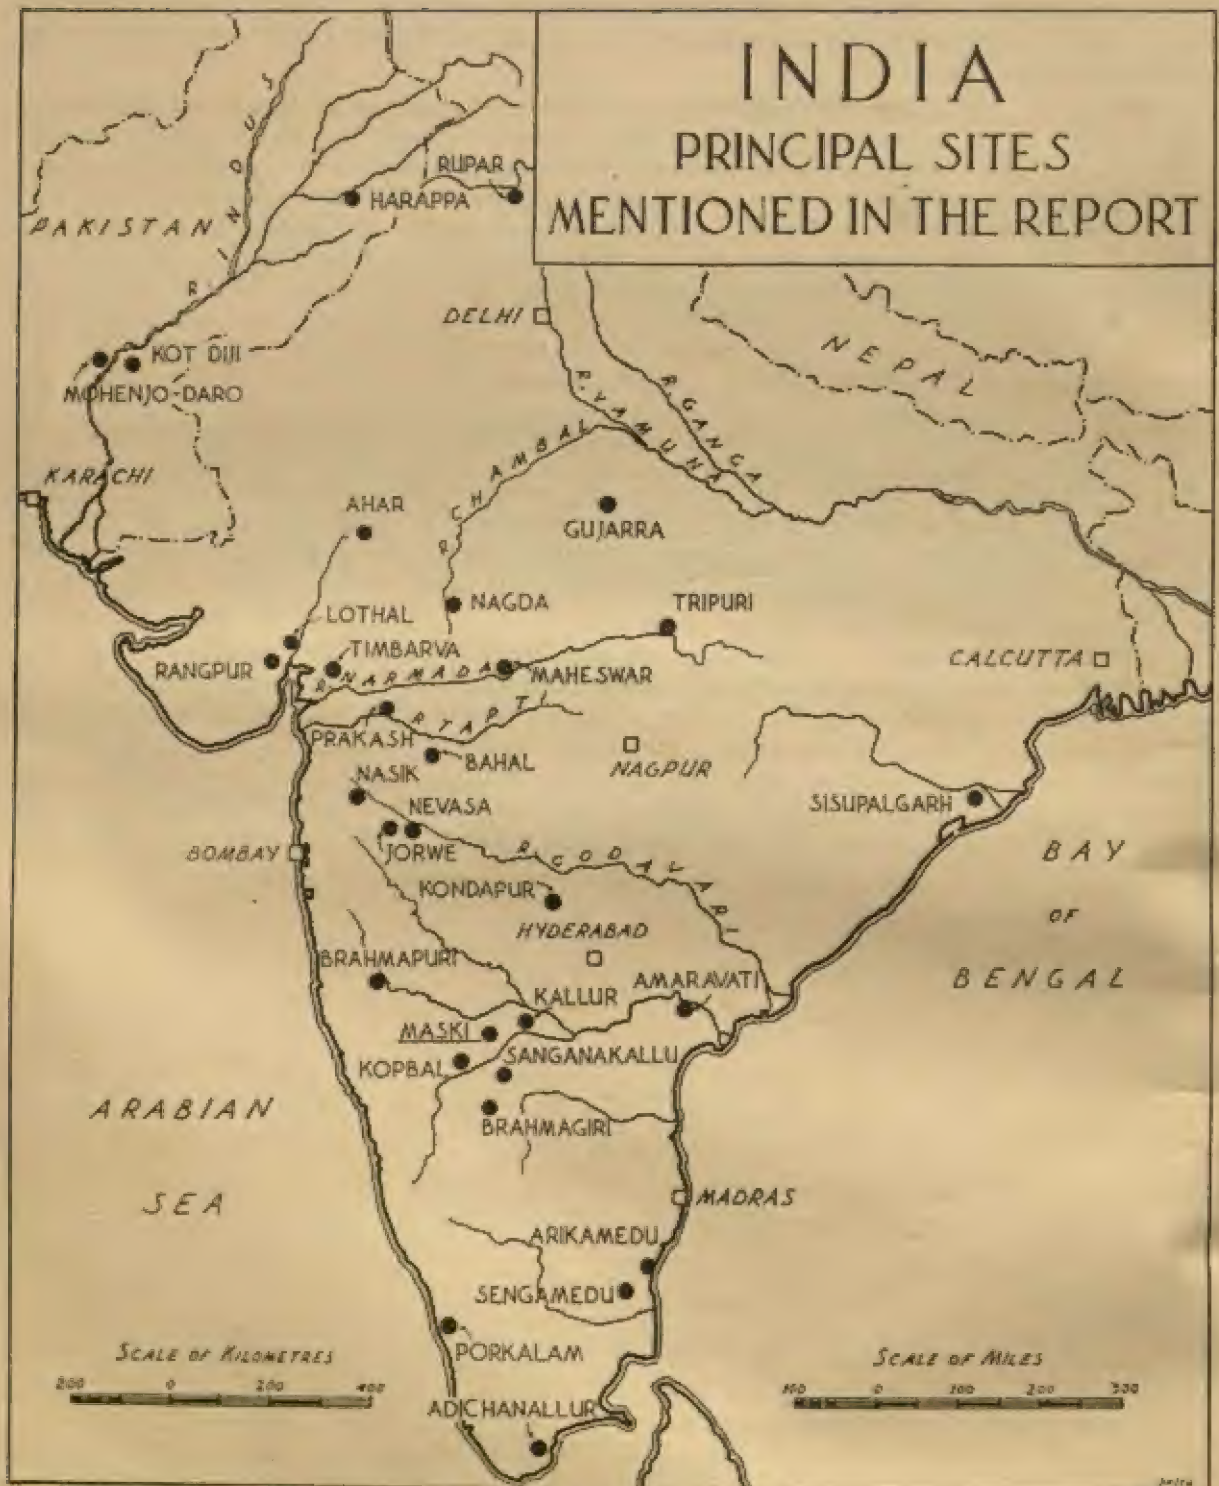 INDIA
PRINCIPAL SITES
MENTIONED IN THE REPORT
R. INDUS
RUPAR
HARAPPA
PAKISTAN
DELHI
NEPAL
KOT DIJI
MOHENJO-DARO
R. YAMUNA
R. GANGA
R. CHAMBAL
KARACHI
AHAR
GUJARRA
NAGDA
TRIPURI
LOTHAL
TIMBARVA
RANGPUR
R. NARMADA
MAHESWAR
CALCUTTA
R TAPTI
PRAKASH
BAHAL
NAGPUR
NASIK
NEVASA
SISUPALGARH
JORWE
BOMBAY
R. GODAVARI
BAY
OF
BENGAL
KONDAPUR
HYDERABAD
BRAHMAPURI
AMARAVATI
KALLUR
MASKI
SANGANAKALLU
KOPBAL
BRAHMAGIRI
ARABIAN
SEA
MADRAS
ARIKAMEDU
SENGAMEDU
PORKALAM
ADICHANALLUR
SCALE OF KILOMETRES
200 0 200 400
SCALE OF MILES
100 0 100 200 300